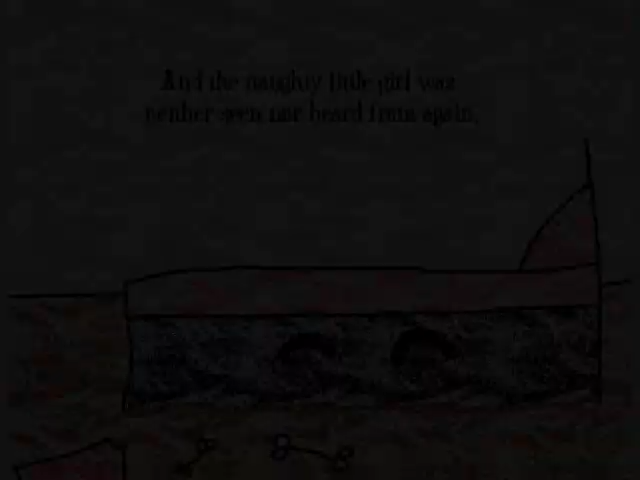 And the naughty little girl was
neither seen nor heard from again.